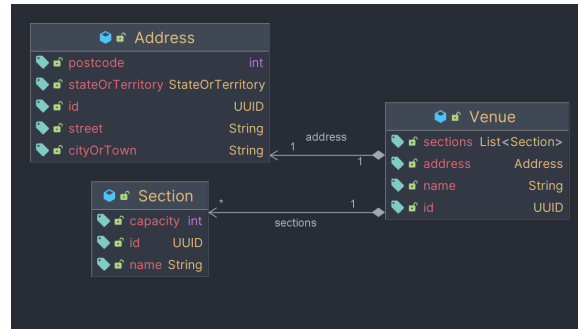 Address
postcode int
stateOrTerritory StateOrTerritory
id UUID
street String
cityOrTown String
Venue
sections List<Section>
address Address
name String
id UUID
address
1
1
Section
capacity int
id UUID
name String
*
1
sections